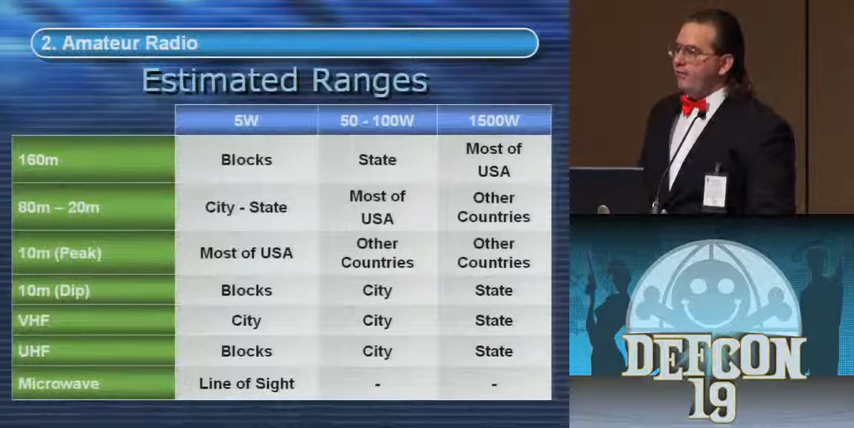 2. Amateur Radio
Estimated Ranges
5W 50 - 100W 1500W
160m Blocks State Most of
USA
80m – 20m City - State Most of
USA Other
Countries
10m (Peak) Most of USA Other
Countries Other
Countries
10m (Dip) Blocks City State
VHF City City State
UHF Blocks City State
Microwave Line of Sight - -
DEFCON
19